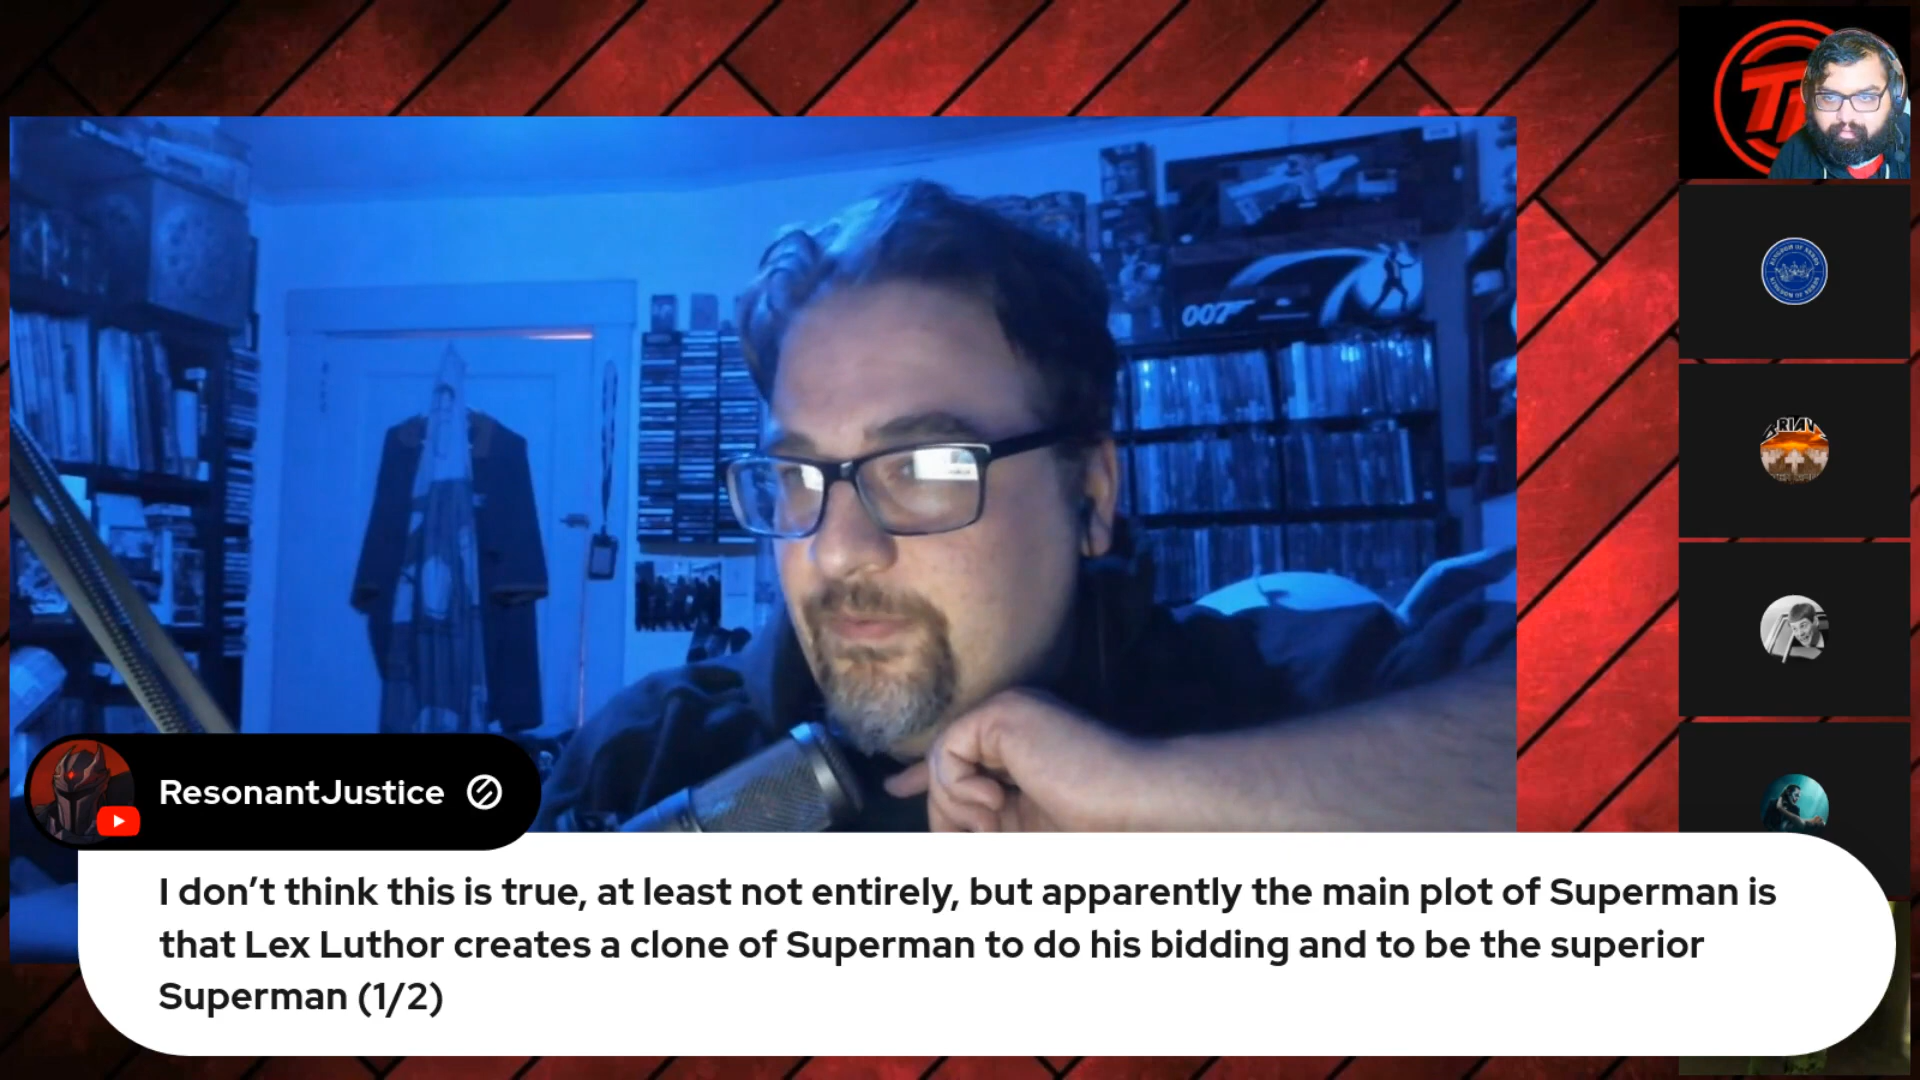 007
ResonantJustice
I don’t think this is true, at least not entirely, but apparently the main plot of Superman is
that Lex Luthor creates a clone of Superman to do his bidding and to be the superior
Superman (1/2)